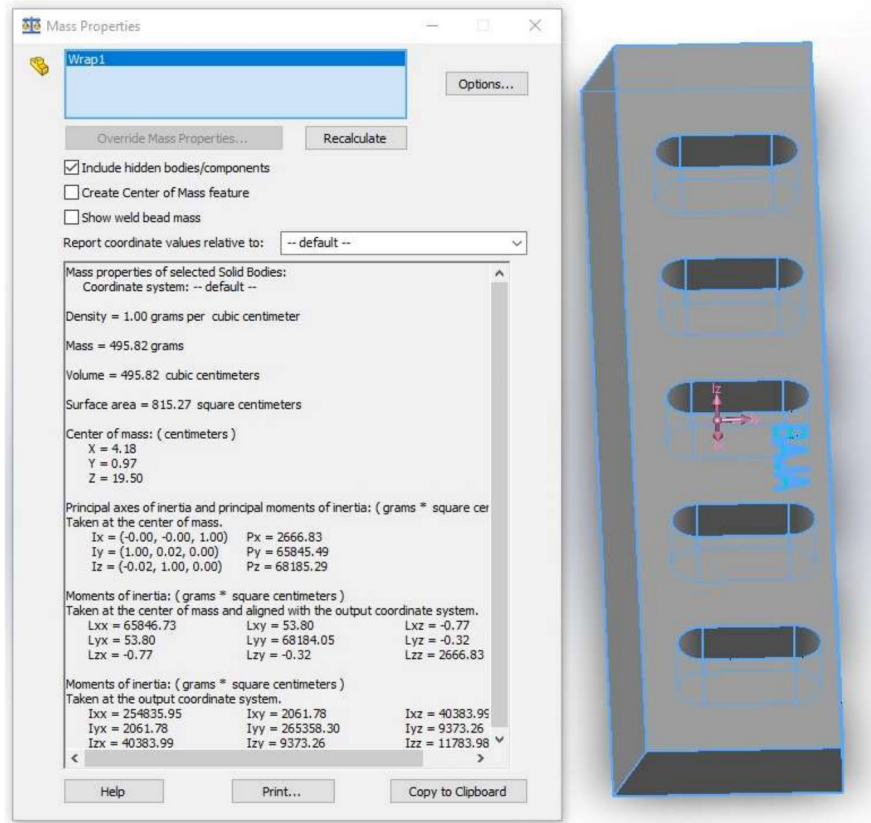 Mass Properties
Wrap1
Options...
Override Mass Properties...
Recalculate
Include hidden bodies/components
Create Center of Mass feature
Show weld bead mass
Report coordinate values relative to: -- default --
Mass properties of selected Solid Bodies:
Coordinate system: -- default --
Density = 1.00 grams per cubic centimeter
Mass = 495.82 grams
Volume = 495.82 cubic centimeters
Surface area = 815.27 square centimeters
Center of mass: ( centimeters )
X = 4.18
Y = 0.97
Z = 19.50
Principal axes of inertia and principal moments of inertia: ( grams * square cer
Taken at the center of mass.
Ix = (-0.00, -0.00, 1.00) Px = 2666.83
Iy = (1.00, 0.02, 0.00) Py = 65845.49
Iz = (-0.02, 1.00, 0.00) Pz = 68185.29
Moments of inertia: ( grams * square centimeters )
Taken at the center of mass and aligned with the output coordinate system.
Lxx = 65846.73 Lxy = 53.80 Lxz = -0.77
Lyx = 53.80 Lyy = 68184.05 Lyz = -0.32
Lzx = -0.77 Lzy = -0.32 Lzz = 2666.83
Moments of inertia: ( grams * square centimeters )
Taken at the output coordinate system.
Ixx = 254835.95 Ixy = 2061.78 Ixz = 40383.99
Iyx = 2061.78 Iyy = 265358.30 Iyz = 9373.26
Izx = 40383.99 Izy = 9373.26 Izz = 11783.98
Help
Print...
Copy to Clipboard
Iz
BAJA